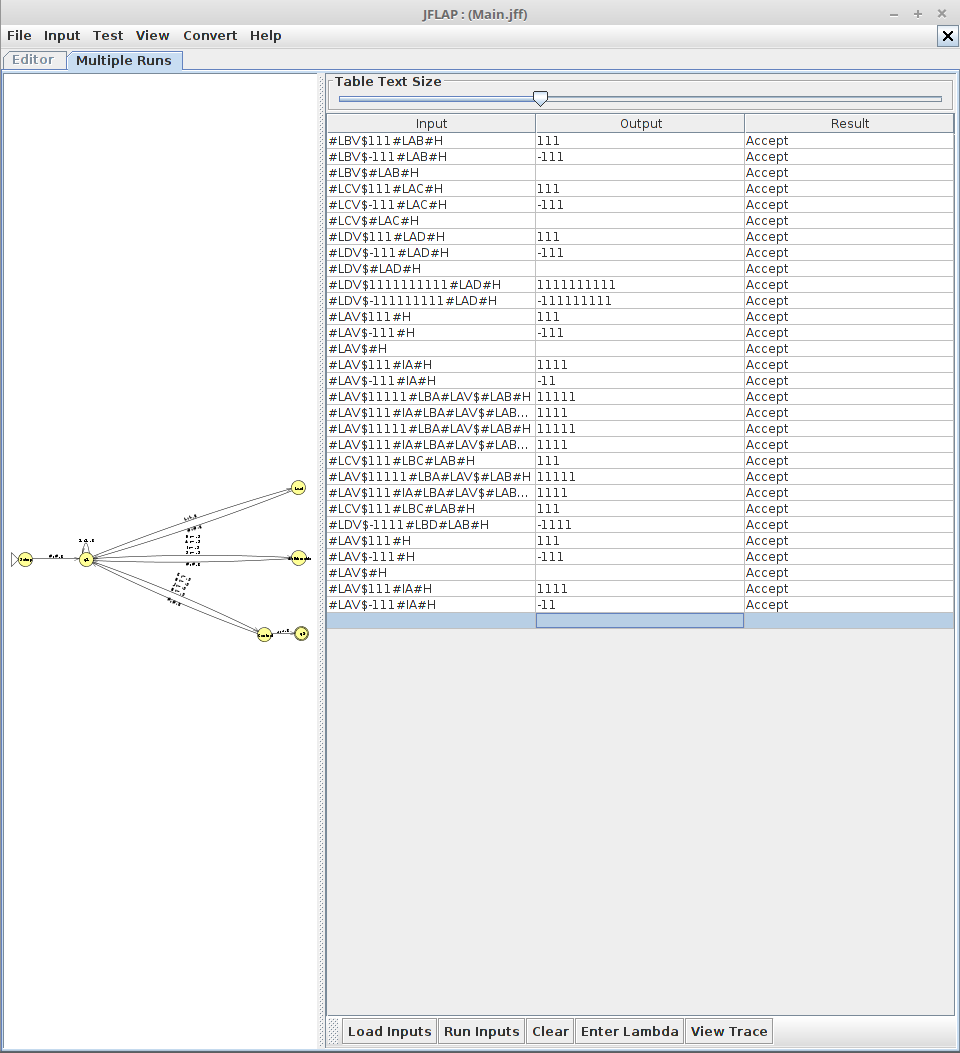 JFLAP : (Main.jff)
File Input Test View Convert Help
Editor Multiple Runs
Table Text Size
Input Output Result
#LBV$111#LAB#H 111 Accept
#LBV$-111#LAB#H -111 Accept
#LBV$#LAB#H Accept
#LCV$111#LAC#H 111 Accept
#LCV$-111#LAC#H -111 Accept
#LCV$#LAC#H Accept
#LDV$111#LAD#H 111 Accept
#LDV$-111#LAD#H -111 Accept
#LDV$#LAD#H Accept
#LDV$1111111111#LAD#H 1111111111 Accept
#LDV$-111111111#LAD#H -111111111 Accept
#LAV$111#H 111 Accept
#LAV$-111#H -111 Accept
#LAV$#H Accept
#LAV$111#IA#H 1111 Accept
#LAV$-111#IA#H -11 Accept
#LAV$11111#LBA#LAV$#LAB#H 11111 Accept
#LAV$111#IA#LBA#LAV$#LAB... 1111 Accept
#LAV$11111#LBA#LAV$#LAB#H 11111 Accept
#LAV$111#IA#LBA#LAV$#LAB... 1111 Accept
#LCV$111#LBC#LAB#H 111 Accept
#LAV$11111#LBA#LAV$#LAB#H 11111 Accept
#LAV$111#IA#LBA#LAV$#LAB... 1111 Accept
#LCV$111#LBC#LAB#H 111 Accept
#LDV$-1111#LBD#LAB#H -1111 Accept
#LAV$111#H 111 Accept
#LAV$-111#H -111 Accept
#LAV$#H Accept
#LAV$111#IA#H 1111 Accept
#LAV$-111#IA#H -11 Accept
Load Inputs Run Inputs Clear Enter Lambda View Trace